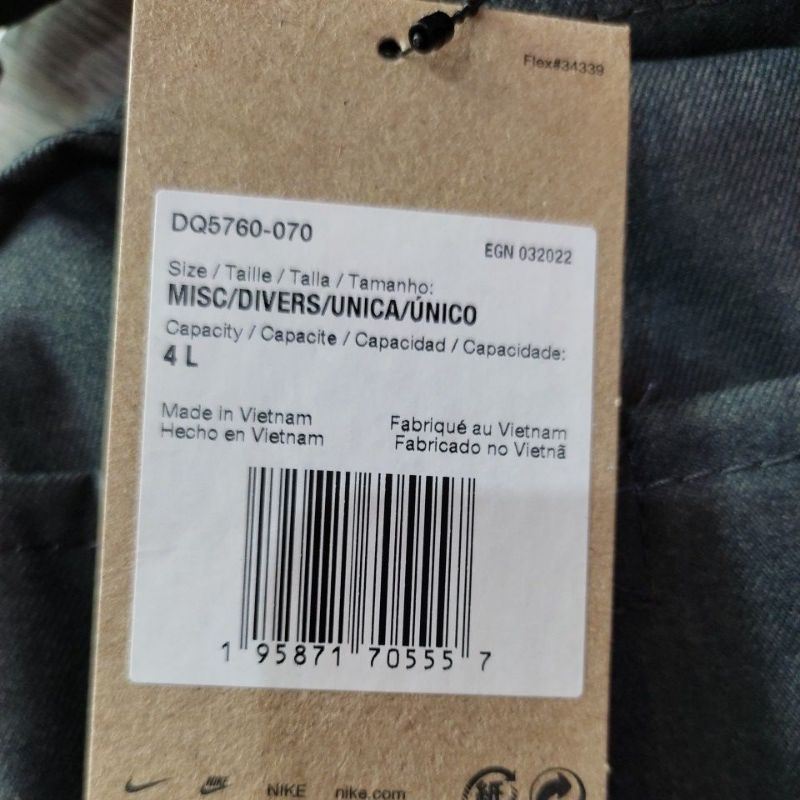 Flex#34339
DQ5760-070
EGN 032022
Size / Taille / Talla / Tamanho:
MISC/DIVERS/UNICA/ÚNICO
Capacity / Capacite / Capacidad / Capacidade:
4 L
Made in Vietnam
Hecho en Vietnam
Fabriqué au Vietnam
Fabricado no Vietnã
1 95871 70555 7
NIKE
NIKE
nike.com
紙